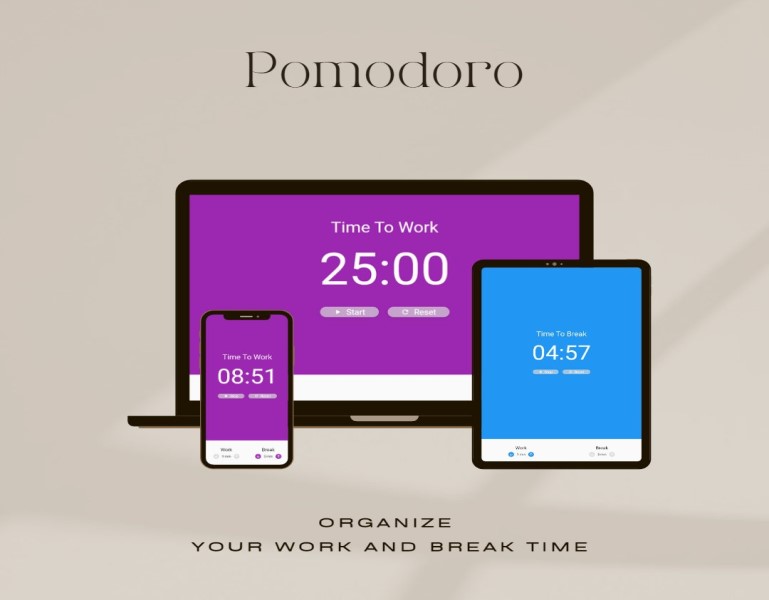 Pomodoro
Time To Work
25:00
Start Reset
Time To Work
08:51
Work Break
Time To Break
04:57
Work Break
ORGANIZE
YOUR WORK AND BREAK TIME